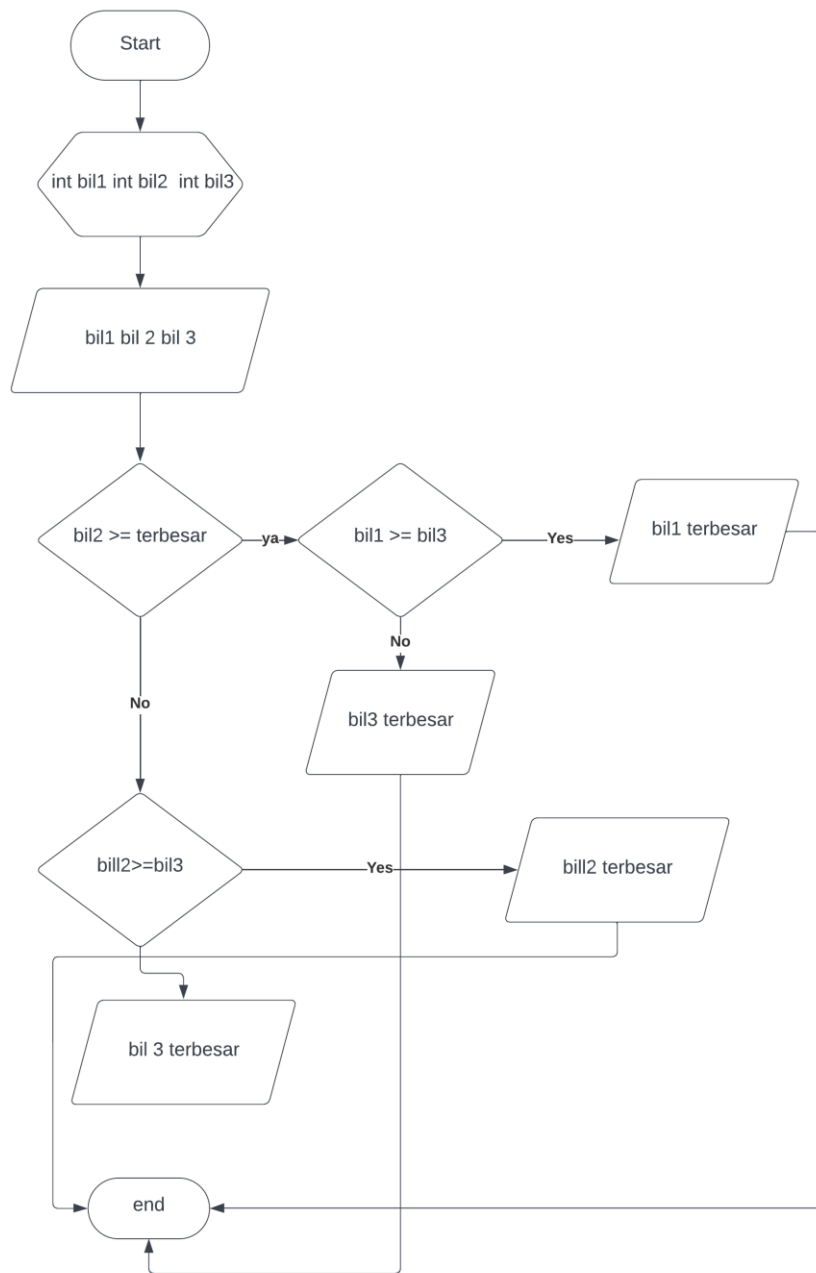 Start
int bil1 int bil2  int bil3
bil1 bil 2 bil 3
bil2 >= terbesar
ya
bil1 >= bil3
Yes
bil1 terbesar
No
bil3 terbesar
No
bill2>=bil3
Yes
bill2 terbesar
bil 3 terbesar
end